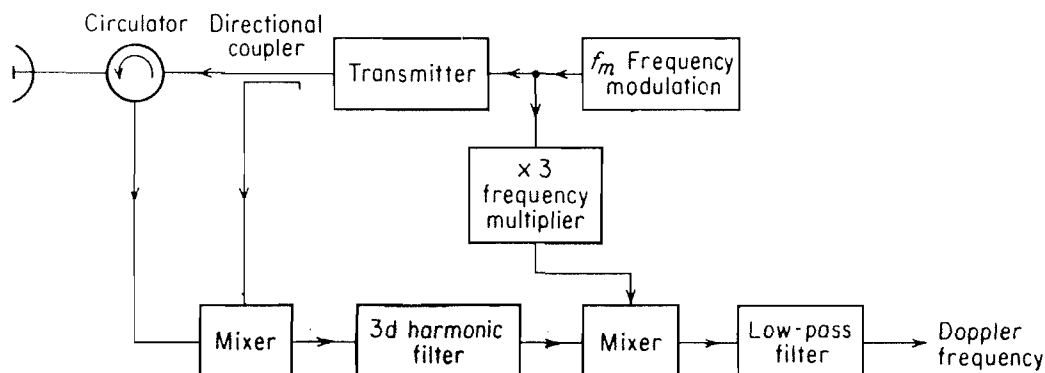 Circulator
Directional
coupler
Transmitter
fm Frequency
modulation
x 3
frequency
multiplier
Mixer
3d harmonic
filter
Mixer
Low-pass
filter
Doppler
frequency